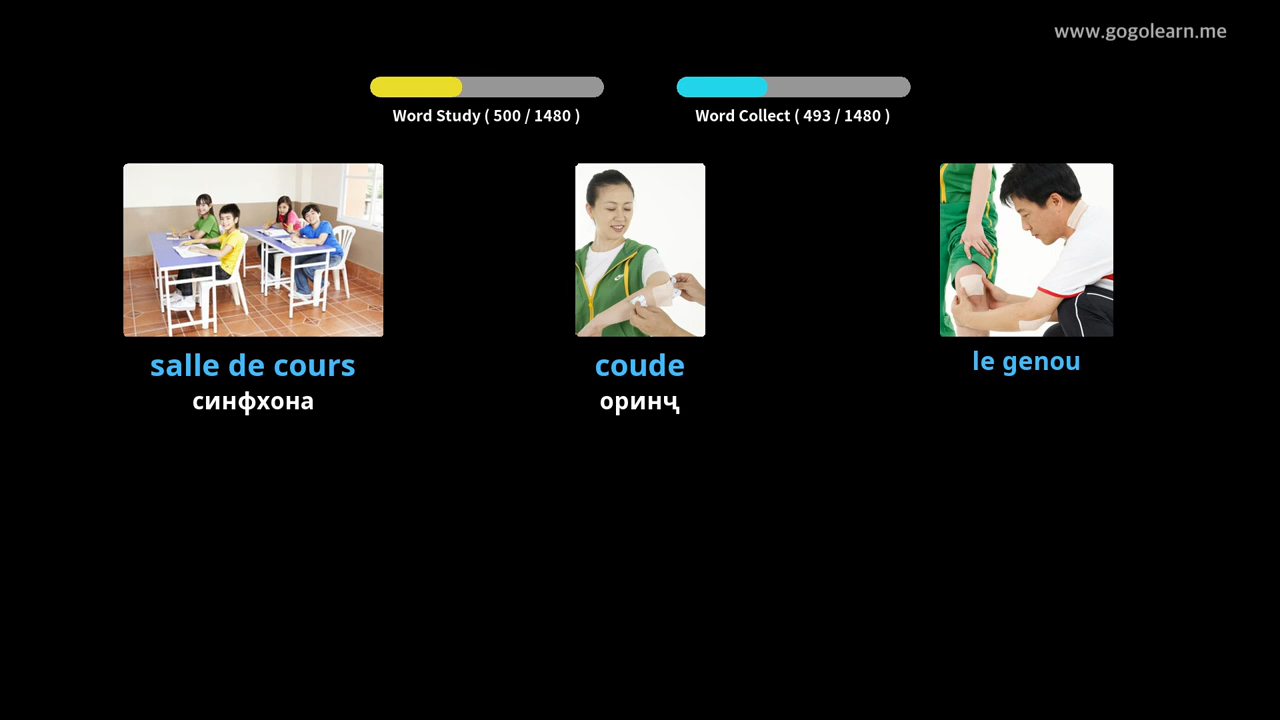 www.gogolearn.me
Word Study ( 500 / 1480 )
Word Collect ( 493 / 1480 )
salle de cours
синфхона
coude
оринҷ
le genou